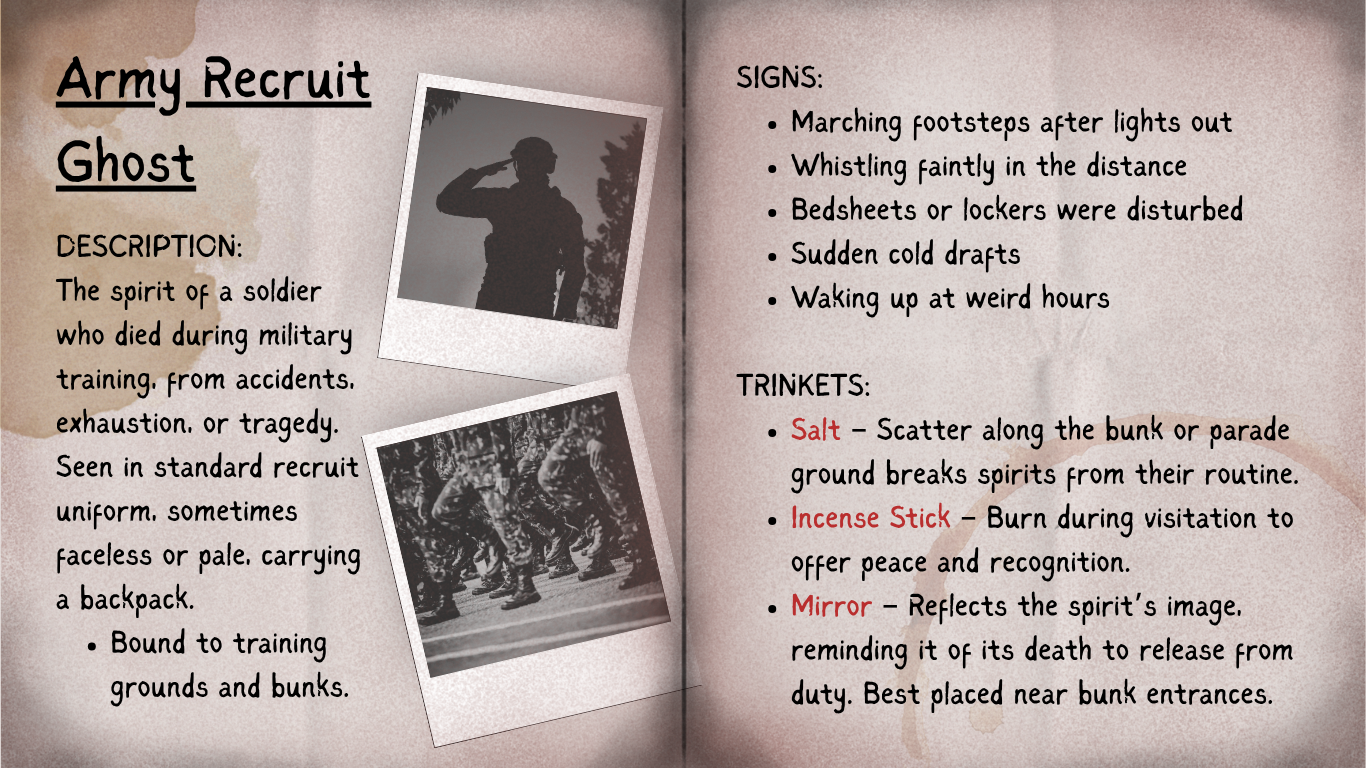 Army Recruit
Ghost
DESCRIPTION:
The spirit of a soldier
who died during military
training, from accidents,
exhaustion, or tragedy.
Seen in standard recruit
uniform, sometimes
faceless or pale, carrying
a backpack.
• Bound to training
grounds and bunks.
SIGNS:
• Marching footsteps after lights out
• Whistling faintly in the distance
• Bedsheets or lockers were disturbed
• Sudden cold drafts
• Waking up at weird hours
TRINKETS:
• Salt – Scatter along the bunk or parade
ground breaks spirits from their routine.
• Incense Stick – Burn during visitation to
offer peace and recognition.
• Mirror – Reflects the spirit's image,
reminding it of its death to release from
duty. Best placed near bunk entrances.